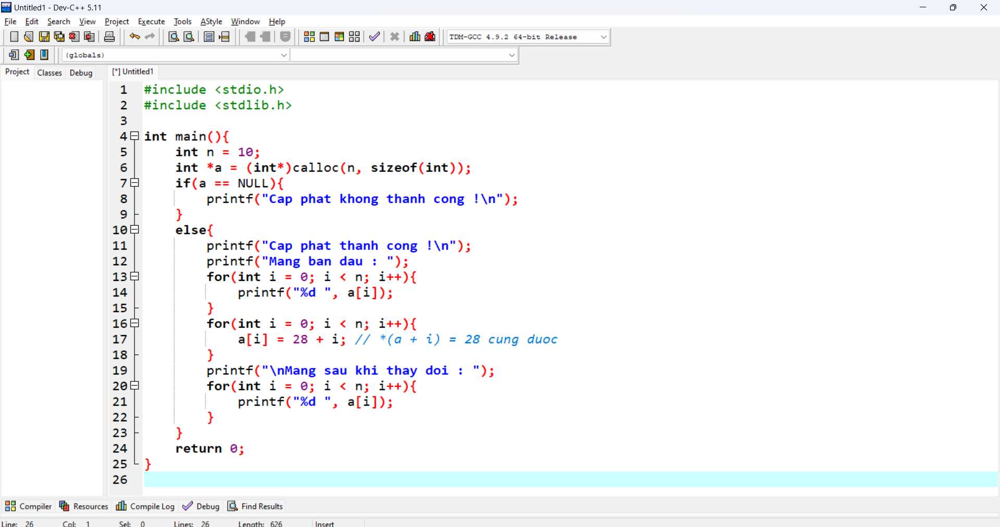 Untitled1 - Dev-C++ 5.11
File Edit Search View Project Execute Tools AStyle Window Help
TDM-GCC 4.9.2 64-bit Release
(globals)
Project Classes Debug [*] Untitled1
1 #include <stdio.h>
2 #include <stdlib.h>
3
4 int main(){
5 int n = 10;
6 int *a = (int*)calloc(n, sizeof(int));
7 if(a == NULL){
8 printf("Cap phat khong thanh cong !\n");
9 }
10 else{
11 printf("Cap phat thanh cong !\n");
12 printf("Mang ban dau : ");
13 for(int i = 0; i < n; i++){
14 printf("%d ", a[i]);
15 }
16 for(int i = 0; i < n; i++){
17 a[i] = 28 + i; // *(a + i) = 28 cung duoc
18 }
19 printf("\nMang sau khi thay doi : ");
20 for(int i = 0; i < n; i++){
21 printf("%d ", a[i]);
22 }
23 }
24 return 0;
25 }
26
Compiler Resources Compile Log Debug Find Results
Line: 26 Col: 1 Sel: 0 Lines: 26 Length: 626 Insert